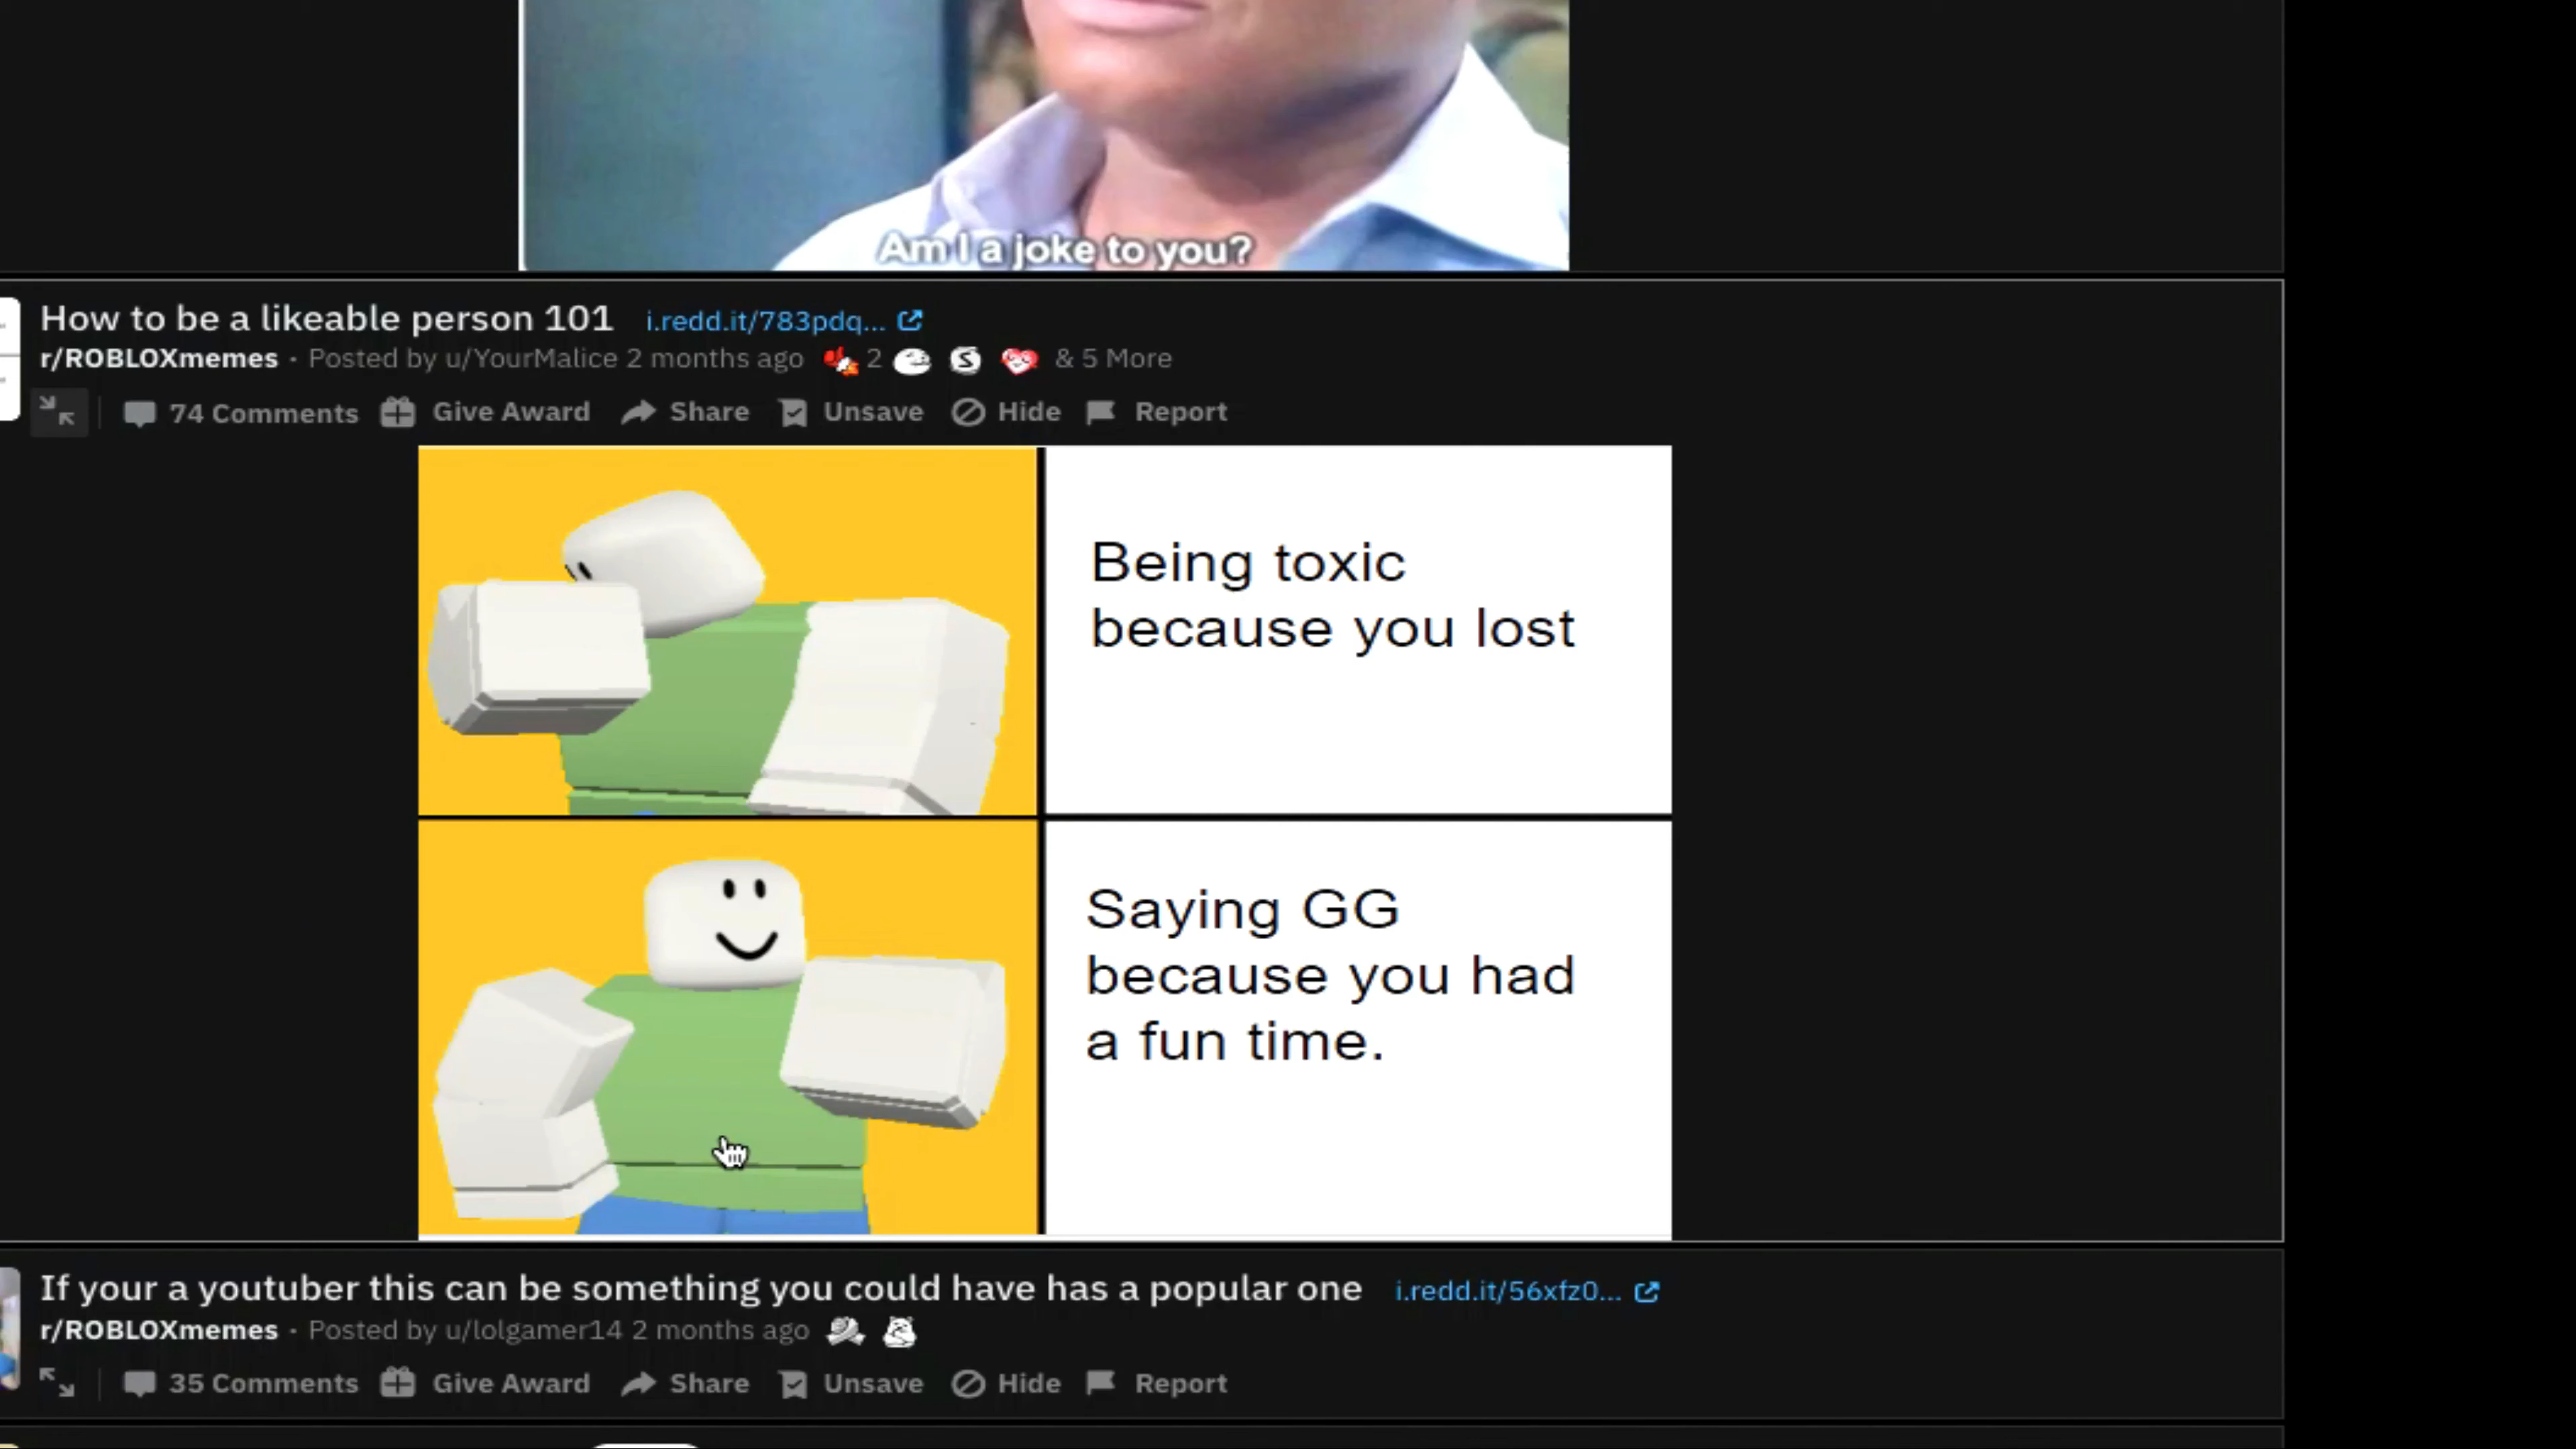 Am I a joke to you?
How to be a likeable person 101 i.redd.it/783pdq...
r/ROBLOXmemes · Posted by u/YourMalice 2 months ago 2 & 5 More
74 Comments Give Award Share Unsave Hide Report
Being toxic
because you lost
Saying GG
because you had
a fun time.
If your a youtuber this can be something you could have has a popular one i.redd.it/56xfz0...
r/ROBLOXmemes · Posted by u/lolgamer14 2 months ago
35 Comments Give Award Share Unsave Hide Report